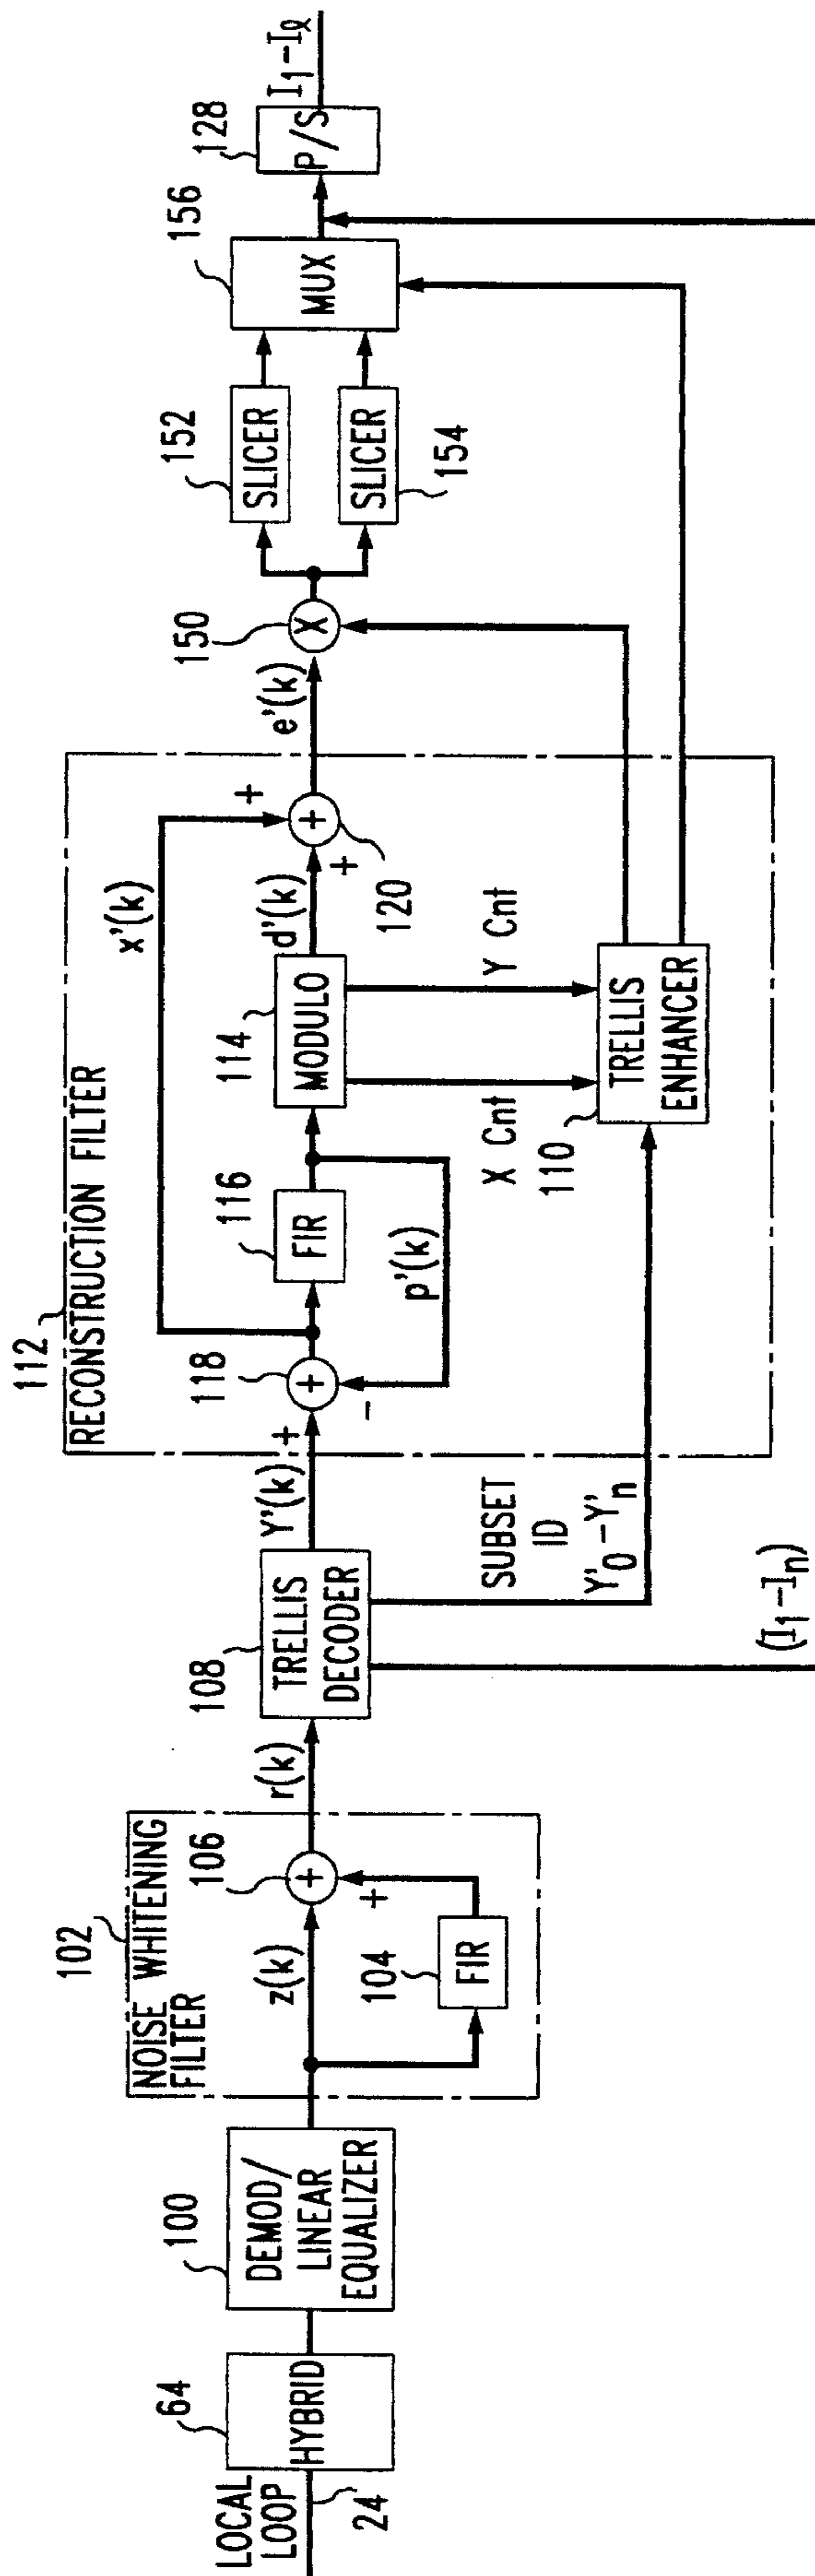 LOCAL
LOOP
24
64
HYBRID
100
DEMOD/
LINEAR
EQUALIZER
102
NOISE WHITENING
FILTER
z(k)
104
FIR
106
+
+
r(k)
108
TRELLIS
DECODER
Y'(k)
SUBSET
ID
Y'0-Y'n
(I1-In)
112
RECONSTRUCTION FILTER
+
-
118
+
x'(k)
116
FIR
p'(k)
114
MODULO
d'(k)
X Cnt
Y Cnt
110
TRELLIS
ENHANCER
+
+
+
120
e'(k)
150
X
152
SLICER
SLICER
154
156
MUX
128
P/S
I1-Iℓ